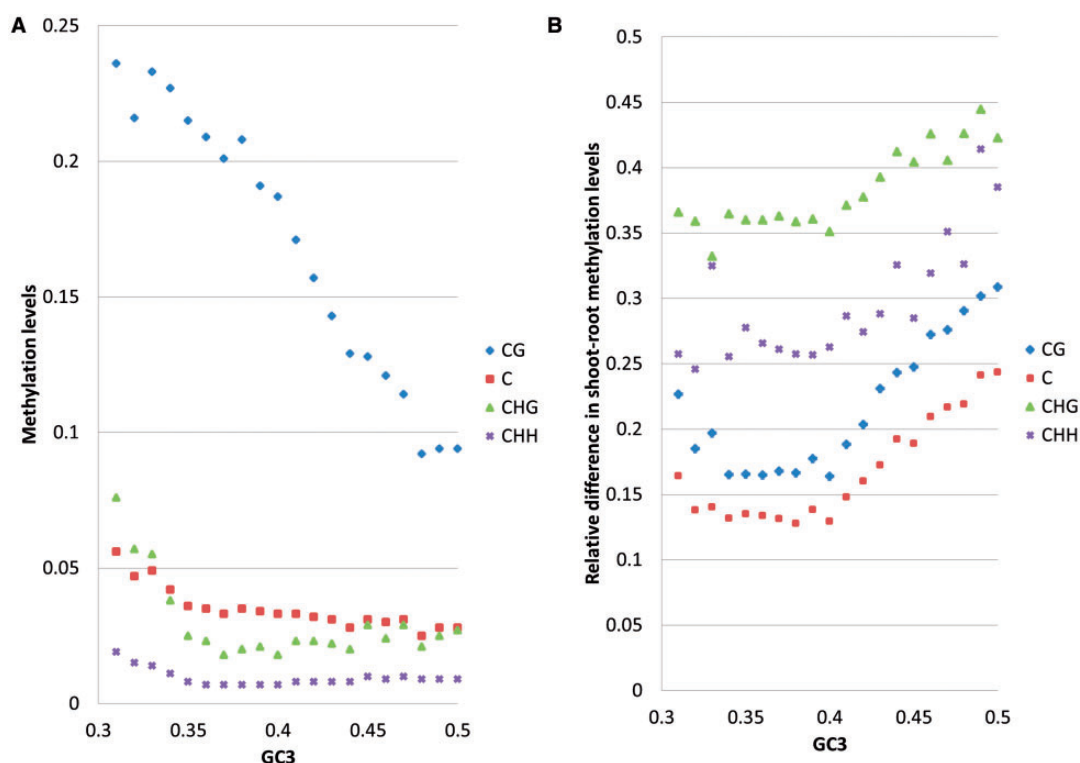 A
Methylation levels
0.25
0.2
0.15
0.1
0.05
0
0.3
0.35
0.4
0.45
0.5
GC3
CG
C
CHG
CHH
B
Relative difference in shoot-root methylation levels
0.5
0.45
0.4
0.35
0.3
0.25
0.2
0.15
0.1
0.05
0
0.3
0.35
0.4
0.45
0.5
GC3
CG
C
CHG
CHH